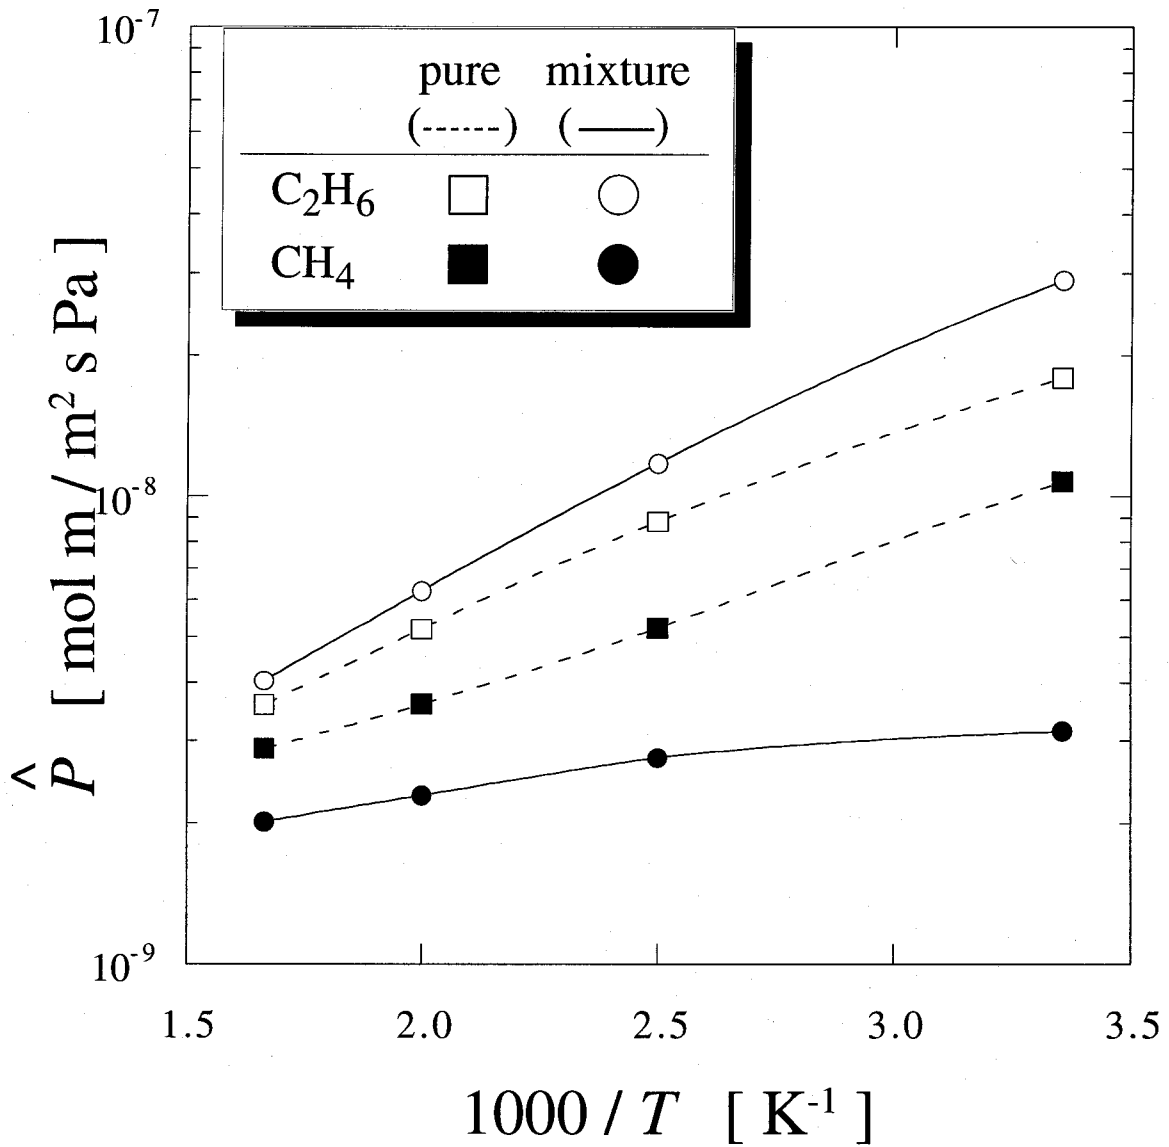 10-7
pure mixture
(------) (———)
C2H6
CH4
10-8
10-9
P̂ [ mol m / m2 s Pa ]
1.5 2.0 2.5 3.0 3.5
1000 / T [ K-1 ]